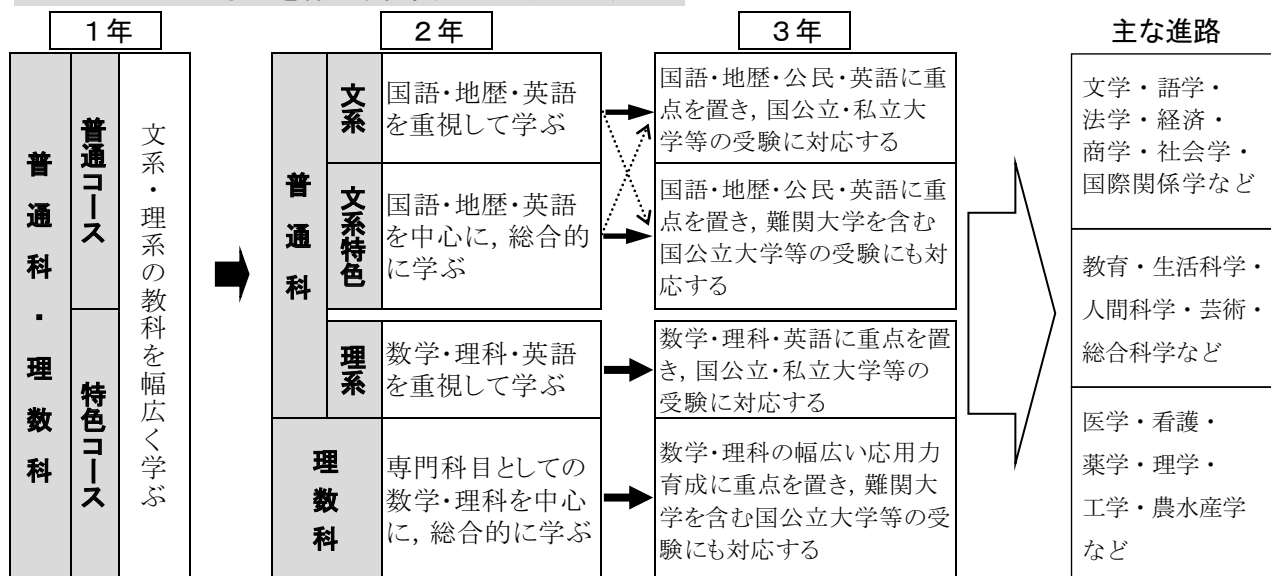 1年
2年
3年
主な進路
普通科・理数科
普通コース
特色コース
文系・理系の教科を幅広く学ぶ
普通科
文系
国語・地歴・英語
を重視して学ぶ
文系特色
国語・地歴・英語
を中心に，総合的
に学ぶ
理系
数学・理科・英語
を重視して学ぶ
理数科
専門科目としての
数学・理科を中心
に，総合的に学ぶ
国語・地歴・公民・英語に重
点を置き，国公立・私立大
学等の受験に対応する
国語・地歴・公民・英語に重
点を置き，難関大学を含む
国公立大学等の受験にも対
応する
数学・理科・英語に重点を置
き，国公立・私立大学等の
受験に対応する
数学・理科の幅広い応用力
育成に重点を置き，難関大
学を含む国公立大学等の受
験にも対応する
文学・語学・
法学・経済・
商学・社会学・
国際関係学など
教育・生活科学・
人間科学・芸術・
総合科学など
医学・看護・
薬学・理学・
工学・農水産学
など